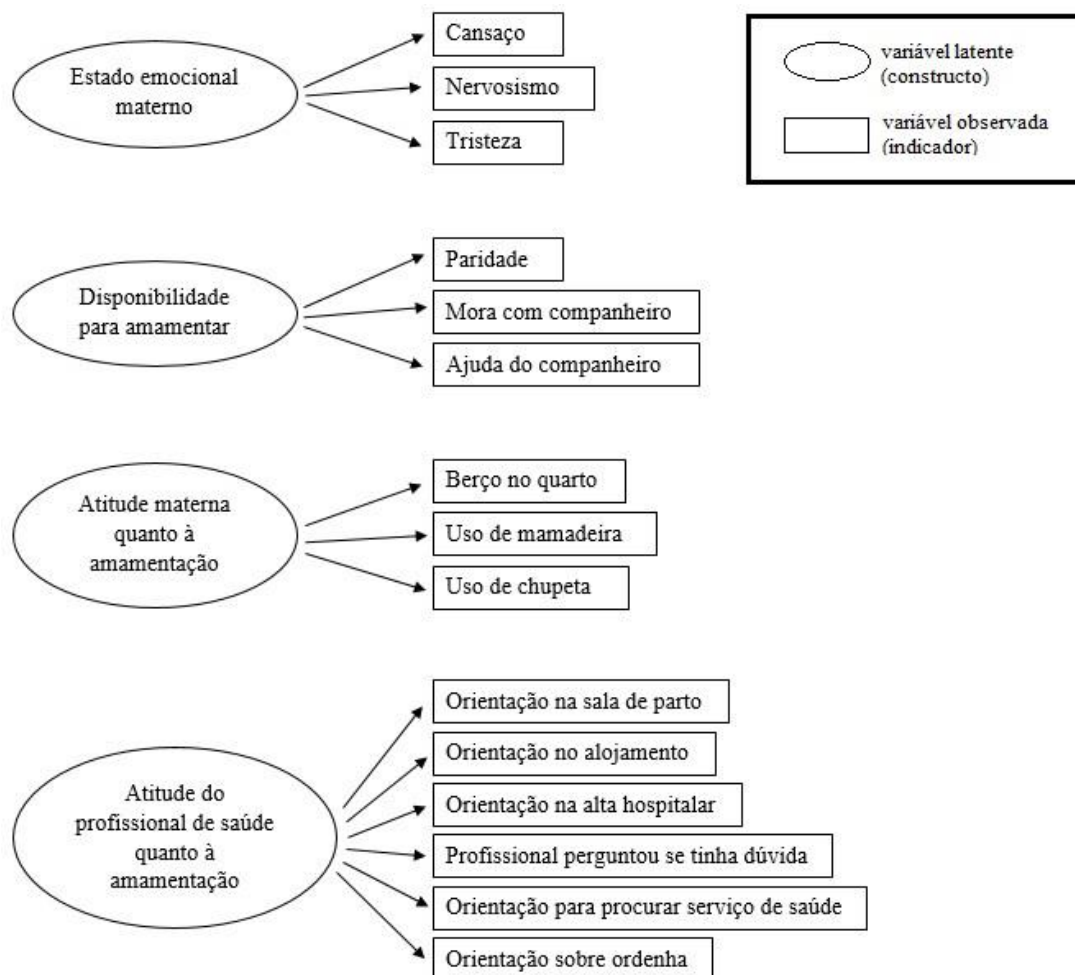 Estado emocional
materno
Cansaço
Nervosismo
Tristeza
variável latente
(constructo)
variável observada
(indicador)
Disponibilidade
para amamentar
Paridade
Mora com companheiro
Ajuda do companheiro
Atitude materna
quanto à
amamentação
Berço no quarto
Uso de mamadeira
Uso de chupeta
Atitude do
profissional de saúde
quanto à
amamentação
Orientação na sala de parto
Orientação no alojamento
Orientação na alta hospitalar
Profissional perguntou se tinha dúvida
Orientação para procurar serviço de saúde
Orientação sobre ordenha